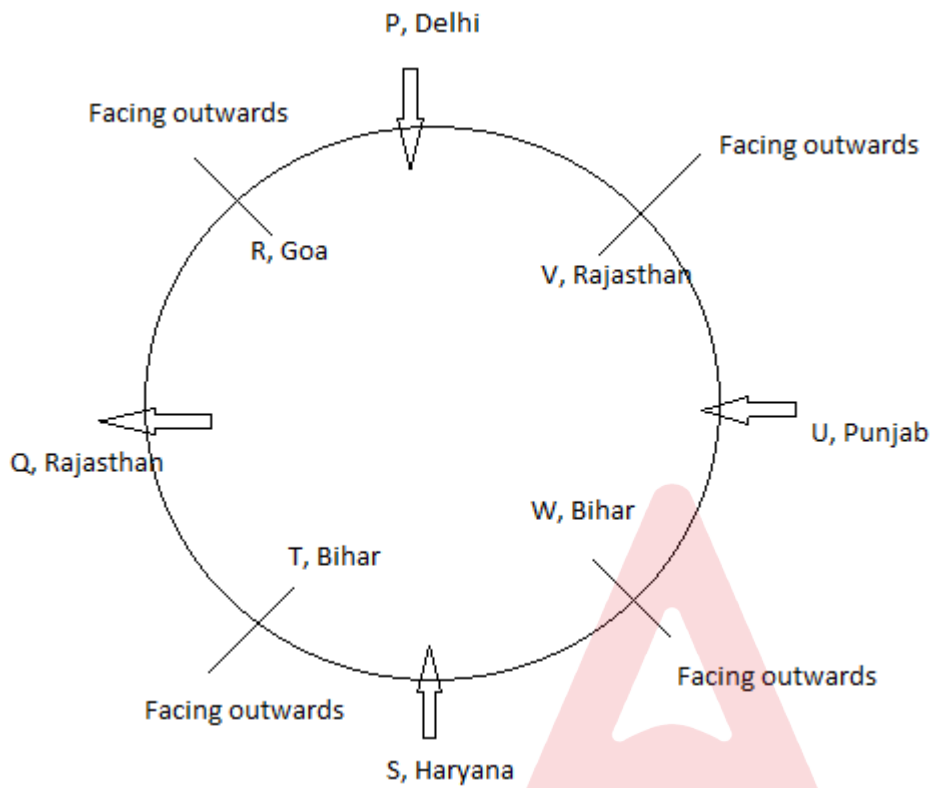 P, Delhi
Facing outwards
Facing outwards
R, Goa
V, Rajasthan
U, Punjab
Q, Rajasthan
W, Bihar
T, Bihar
Facing outwards
Facing outwards
S, Haryana